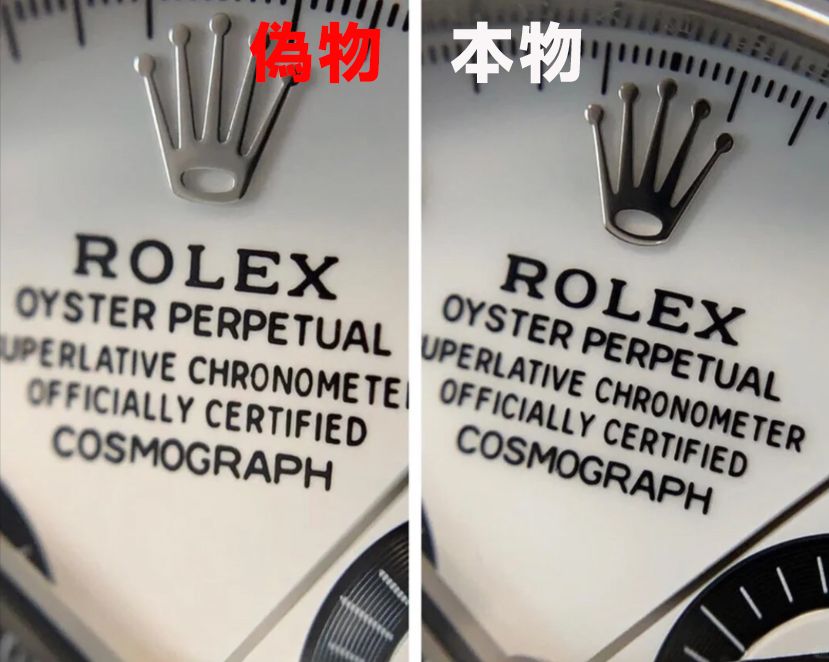 偽物
ROLEX
OYSTER PERPETUAL
UPERLATIVE CHRONOMETE
OFFICIALLY CERTIFIED
COSMOGRAPH
本物
ROLEX
OYSTER PERPETUAL
UPERLATIVE CHRONOMETER
OFFICIALLY CERTIFIED
COSMOGRAPH